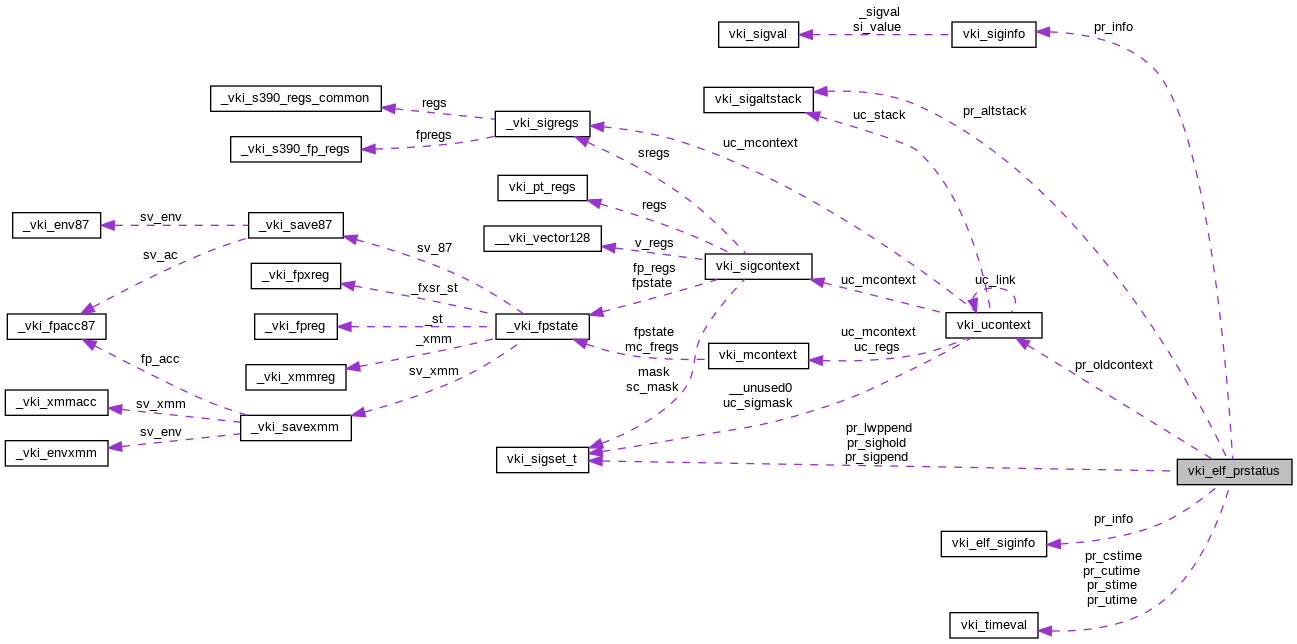 _sigval
si_value
pr_info
vki_sigval
vki_siginfo
_vki_s390_regs_common
regs
vki_sigaltstack
pr_altstack
uc_stack
_vki_sigregs
fpregs
uc_mcontext
_vki_s390_fp_regs
sregs
vki_pt_regs
regs
_vki_env87
sv_env
_vki_save87
__vki_vector128
v_regs
sv_87
sv_ac
_vki_fpxreg
_fxsr_st
fp_regs
fpstate
vki_sigcontext
uc_mcontext
uc_link
_vki_fpacc87
_vki_fpreg
_st
_vki_fpstate
vki_ucontext
_xmm
fpstate
mc_fregs
vki_mcontext
uc_mcontext
uc_regs
fp_acc
_vki_xmmreg
sv_xmm
mask
sc_mask
pr_oldcontext
__unused0
uc_sigmask
_vki_xmmacc
sv_xmm
_vki_savexmm
sv_env
_vki_envxmm
vki_sigset_t
pr_lwppend
pr_sighold
pr_sigpend
vki_elf_prstatus
pr_info
vki_elf_siginfo
pr_cstime
pr_cutime
pr_stime
pr_utime
vki_timeval